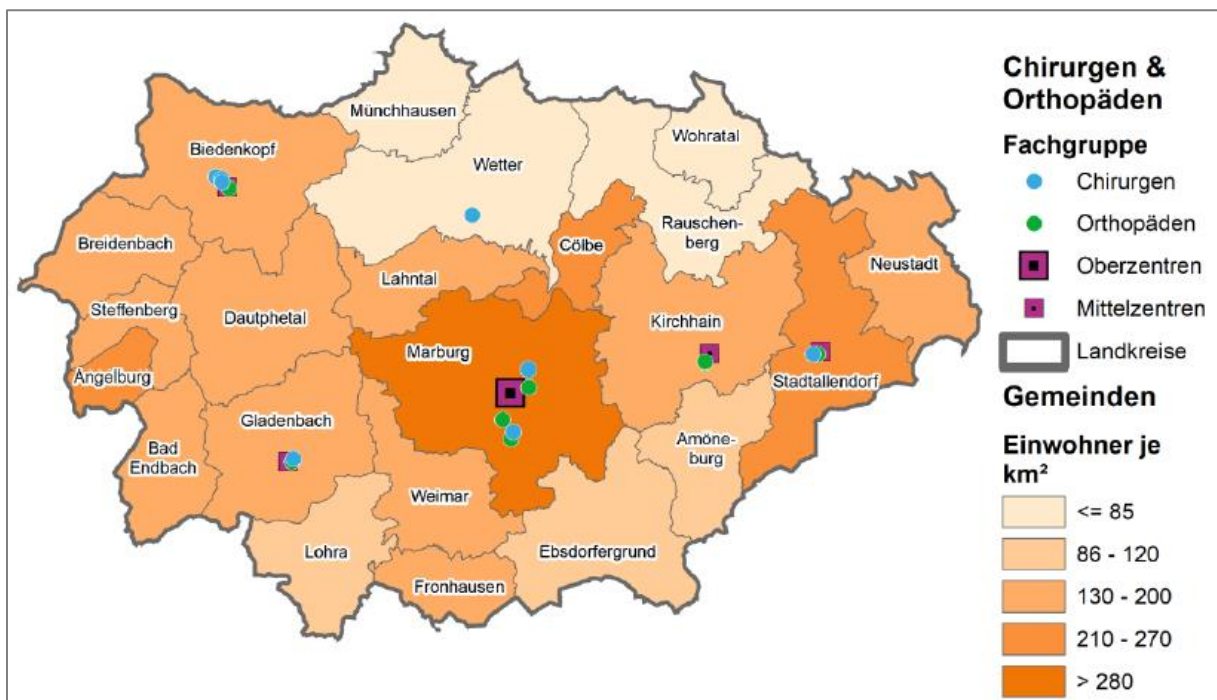 Münchhausen
Wohratal
Biedenkopf
Wetter
Rauschen-
berg
Breidenbach
Cölbe
Neustadt
Lahntal
Steffenberg
Dautphetal
Kirchhain
Marburg
Angelburg
Stadtallendorf
Gladenbach
Amöne-
burg
Bad
Endbach
Weimar
Lohra
Ebsdorfergrund
Fronhausen
Chirurgen &
Orthopäden
Fachgruppe
Chirurgen
Orthopäden
Oberzentren
Mittelzentren
Landkreise
Gemeinden
Einwohner je
km²
<= 85
86 - 120
130 - 200
210 - 270
> 280